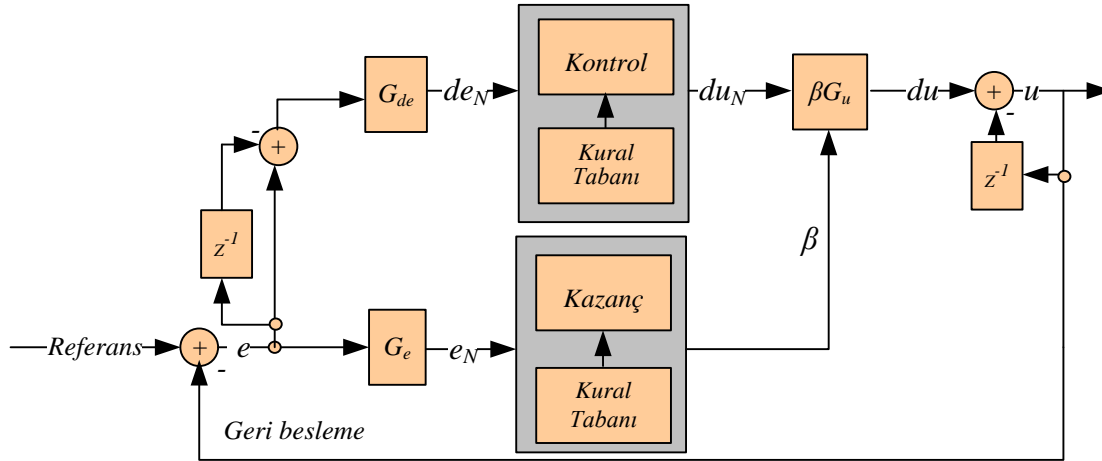 Kontrol
G_de
de_N
du_N
βG_u
du
+
u
-
-
+
Kural
Tabanı
Z^-1
Z^-1
β
Kazanç
Referans
+
e
-
G_e
e_N
Kural
Tabanı
Geri besleme